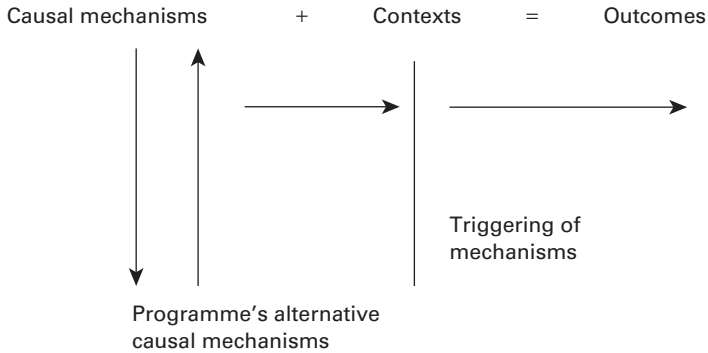 Causal mechanisms + Contexts = Outcomes
Triggering of
mechanisms
Programme's alternative
causal mechanisms